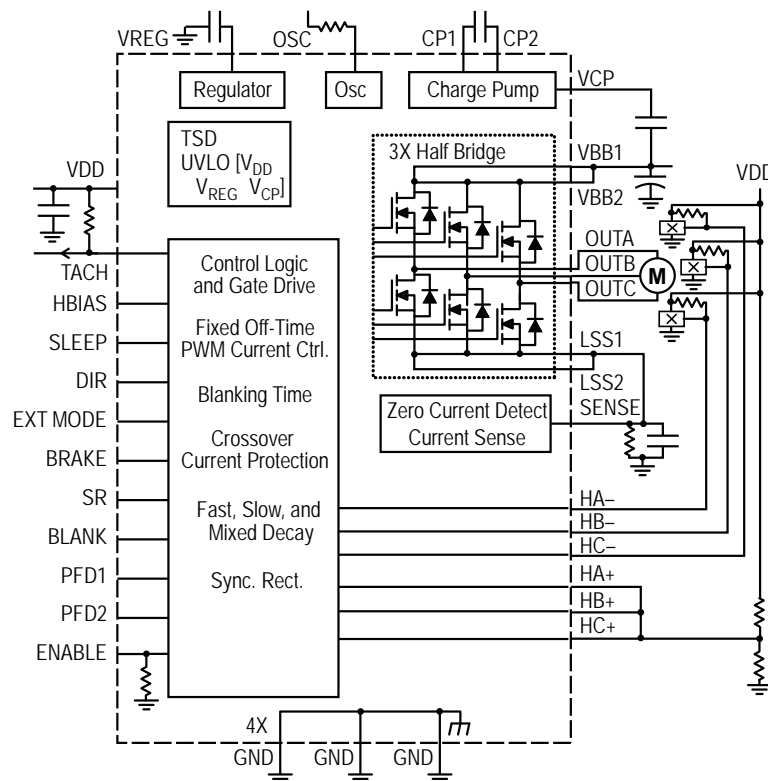 VREG
OSC
CP1
CP2
Regulator
Osc
Charge Pump
VCP
TSD
UVLO [VDD
VREG VCP]
3X Half Bridge
VBB1
VBB2
VDD
VDD
OUTA
OUTB
OUTC
M
TACH
HBIAS
SLEEP
DIR
EXT MODE
BRAKE
SR
BLANK
PFD1
PFD2
ENABLE
Control Logic
and Gate Drive
Fixed Off-Time
PWM Current Ctrl.
Blanking Time
Crossover
Current Protection
Fast, Slow, and
Mixed Decay
Sync. Rect.
LSS1
LSS2
SENSE
Zero Current Detect
Current Sense
HA–
HB–
HC–
HA+
HB+
HC+
4X
GND
GND
GND